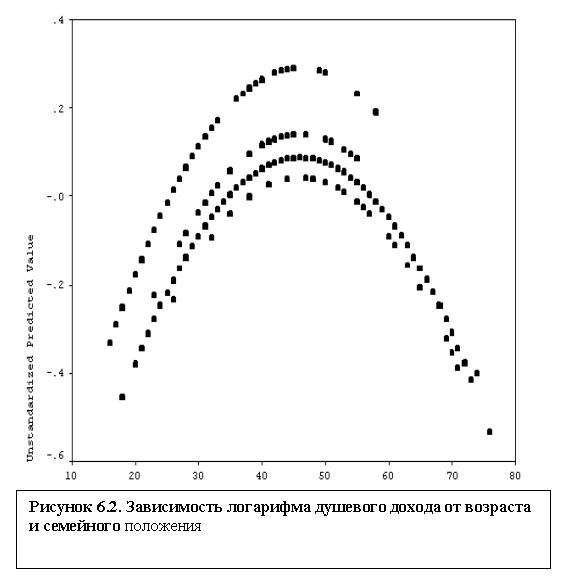 .4
.2
-.0
-.2
-.4
-.6
Unstandardized Predicted Value
10 20 30 40 50 60 70 80
Рисунок 6.2. Зависимость логарифма душевого дохода от возраста
и семейного положения